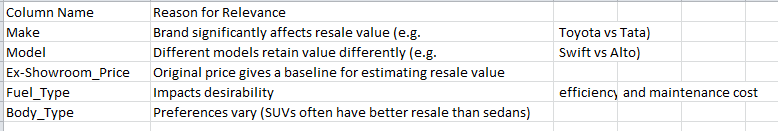 Column Name Reason for Relevance
Make Brand significantly affects resale value (e.g. Toyota vs Tata)
Model Different models retain value differently (e.g. Swift vs Alto)
Ex-Showroom_Price Original price gives a baseline for estimating resale value
Fuel_Type Impacts desirability efficiency and maintenance cost
Body_Type Preferences vary (SUVs often have better resale than sedans)